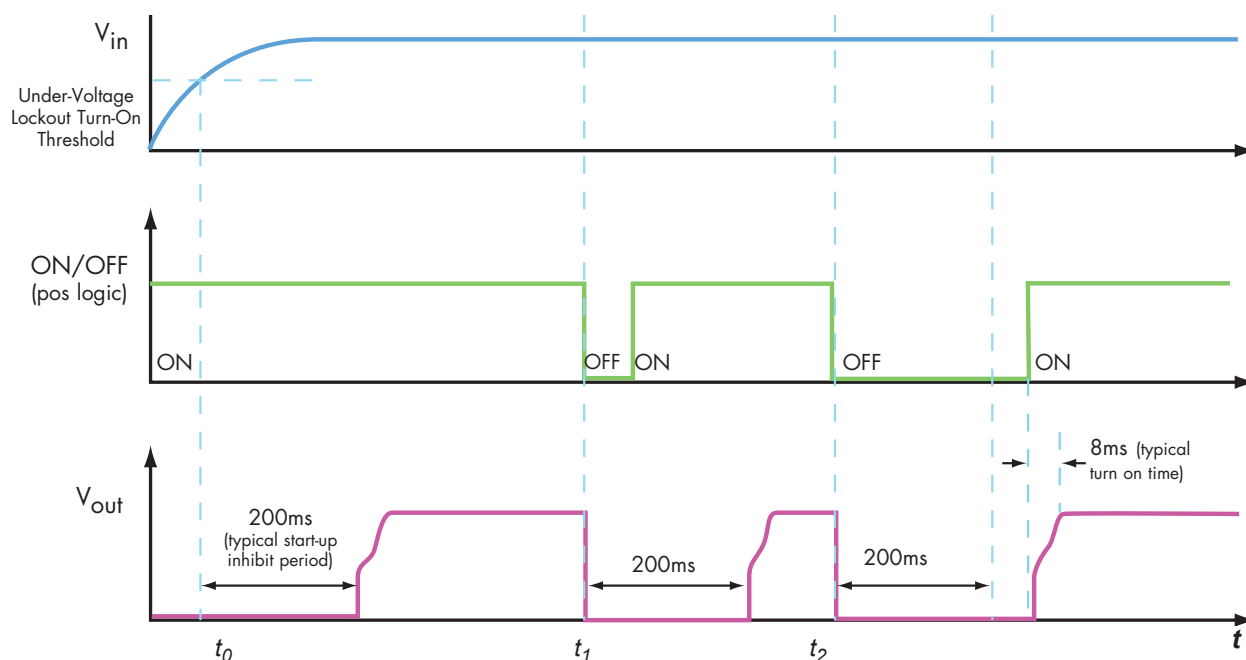 Vin
Under-Voltage
Lockout Turn-On
Threshold
ON/OFF
(pos logic)
ON
OFF
ON
OFF
ON
Vout
200ms
(typical start-up
inhibit period)
200ms
200ms
8ms (typical
turn on time)
t0
t1
t2
t